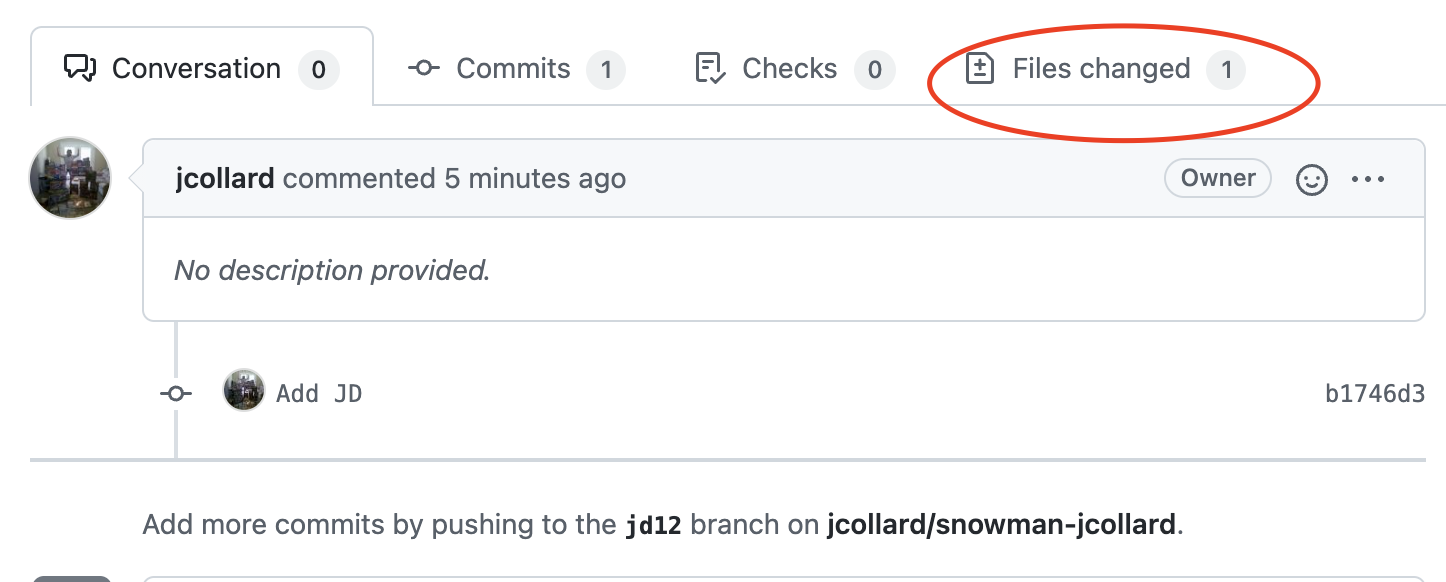 Conversation 0 Commits 1 Checks 0 Files changed 1
jcollard commented 5 minutes ago Owner
No description provided.
Add JD b1746d3
Add more commits by pushing to the jd12 branch on jcollard/snowman-jcollard.